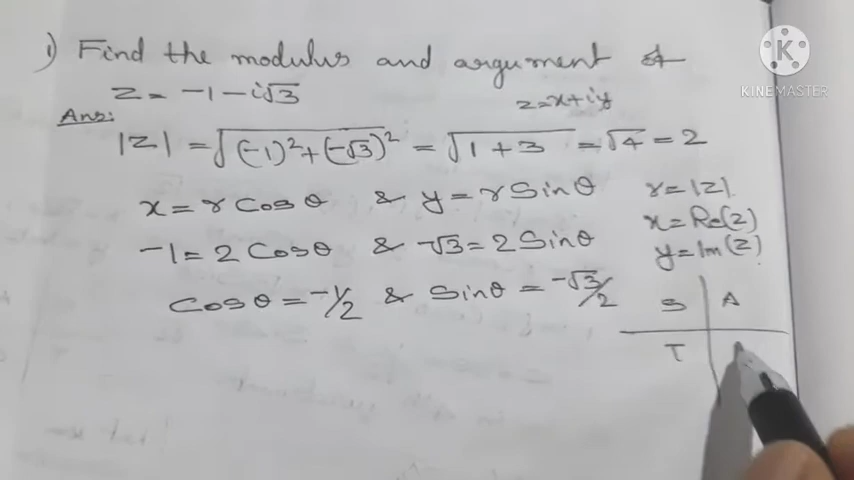 1) Find the modulus and argument of
z = -1 - i√3
z = x + iy
Ans:
|z| = √(-1)² + (-√3)² = √1 + 3 = √4 = 2
x = r cos θ & y = r Sin θ r = |z|
x = Re(z)
-1 = 2 Cos θ & -√3 = 2 Sin θ
y = Im(z)
Cos θ = -1/2 & Sin θ = -√3/2
S A
T
K
KINEMASTER